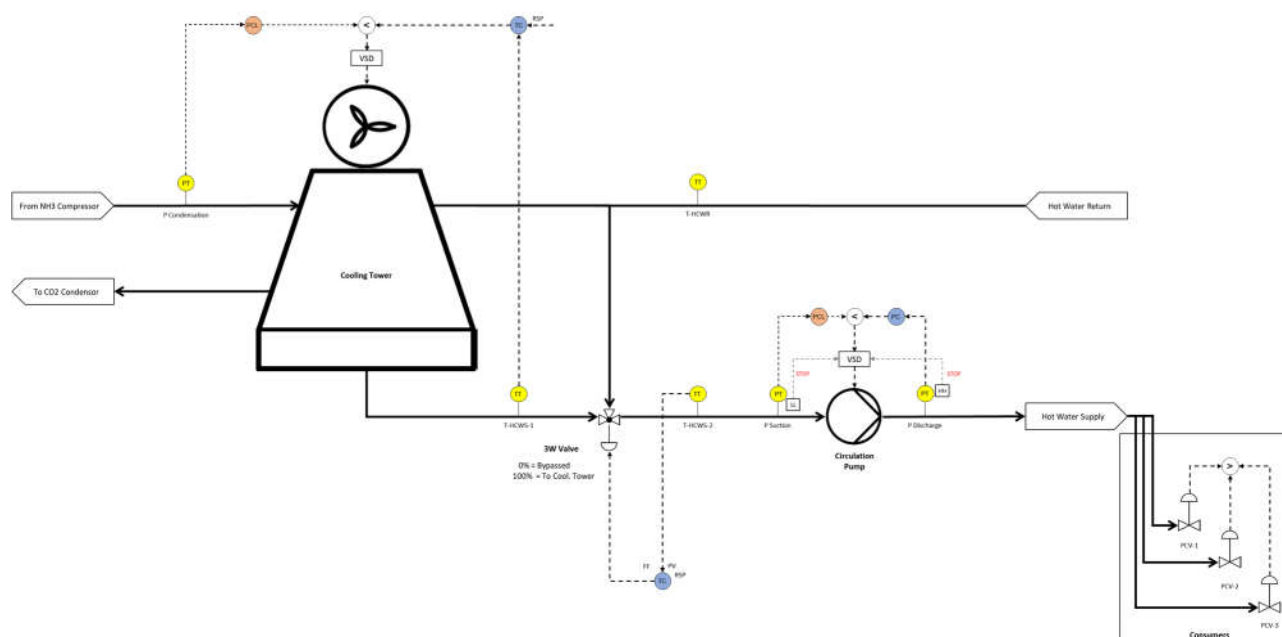 PCL
<
TC
RSP
VSD
PT
TT
From NH3 Compressor
P Condensation
T-HCWR
Hot Water Return
Cooling Tower
To CO2 Condensor
PCL
<
PC
VSD
STOP
STOP
TT
TT
PT
LL
PT
T-HCWS-1
T-HCWS-2
P Suction
P Discharge
Hot Water Supply
3W Valve
0% = Bypassed
100% = To Cool. Tower
Circulation
Pump
>
PCV-1
PCV-2
PCV-3
FF
PV
RSP
TC
Consumers